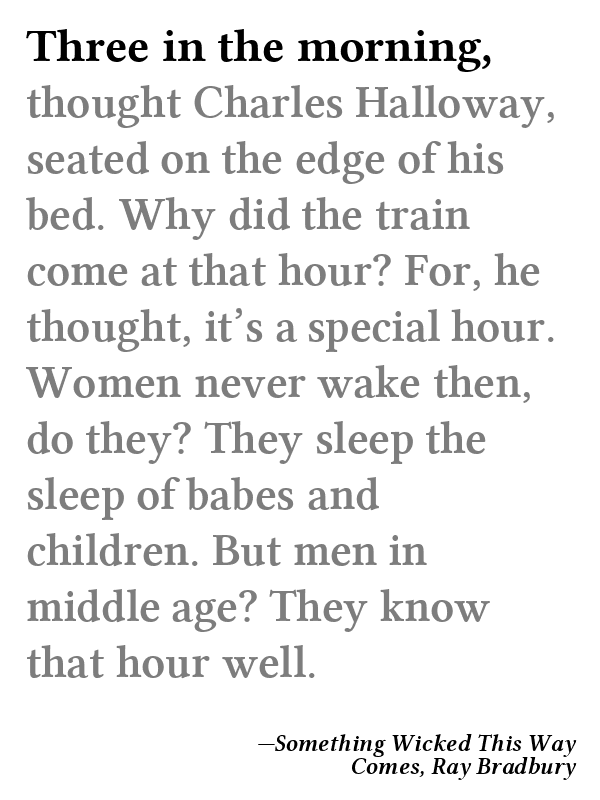 Three in the morning,
thought Charles Halloway,
seated on the edge of his
bed. Why did the train
come at that hour? For, he
thought, it’s a special hour.
Women never wake then,
do they? They sleep the
sleep of babes and
children. But men in
middle age? They know
that hour well.
—Something Wicked This Way
Comes, Ray Bradbury